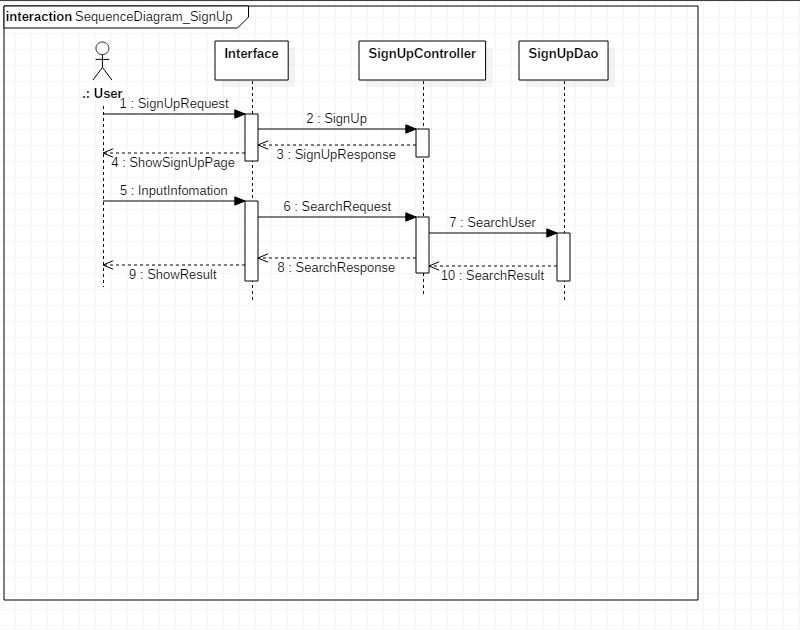 interaction SequenceDiagram_SignUp
Interface
SignUpController
SignUpDao
.: User
1 : SignUpRequest
2 : SignUp
3 : SignUpResponse
4 : ShowSignUpPage
5 : InputInfomation
6 : SearchRequest
7 : SearchUser
8 : SearchResponse
9 : ShowResult
10 : SearchResult